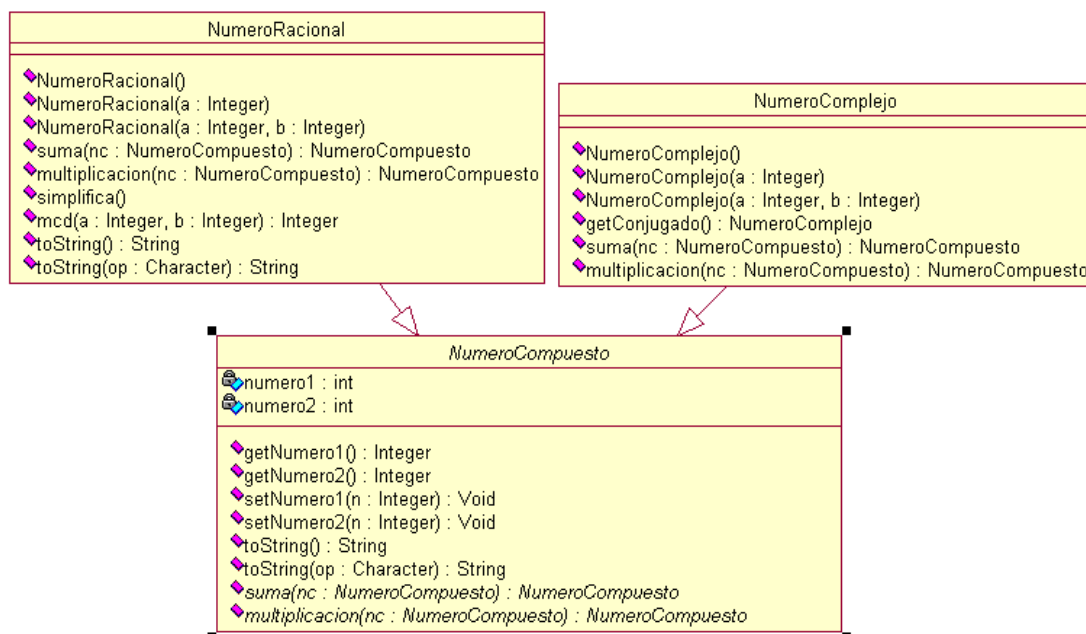 NumeroRacional
NumeroRacional()
NumeroRacional(a : Integer)
NumeroRacional(a : Integer, b : Integer)
suma(nc : NumeroCompuesto) : NumeroCompuesto
multiplicacion(nc : NumeroCompuesto) : NumeroCompuesto
simplifica()
mcd(a : Integer, b : Integer) : Integer
toString() : String
toString(op : Character) : String
NumeroComplejo
NumeroComplejo()
NumeroComplejo(a : Integer)
NumeroComplejo(a : Integer, b : Integer)
getConjugado() : NumeroComplejo
suma(nc : NumeroCompuesto) : NumeroCompuesto
multiplicacion(nc : NumeroCompuesto) : NumeroCompuesto
NumeroCompuesto
numero1 : int
numero2 : int
getNumero1() : Integer
getNumero2() : Integer
setNumero1(n : Integer) : Void
setNumero2(n : Integer) : Void
toString() : String
toString(op : Character) : String
suma(nc : NumeroCompuesto) : NumeroCompuesto
multiplicacion(nc : NumeroCompuesto) : NumeroCompuesto